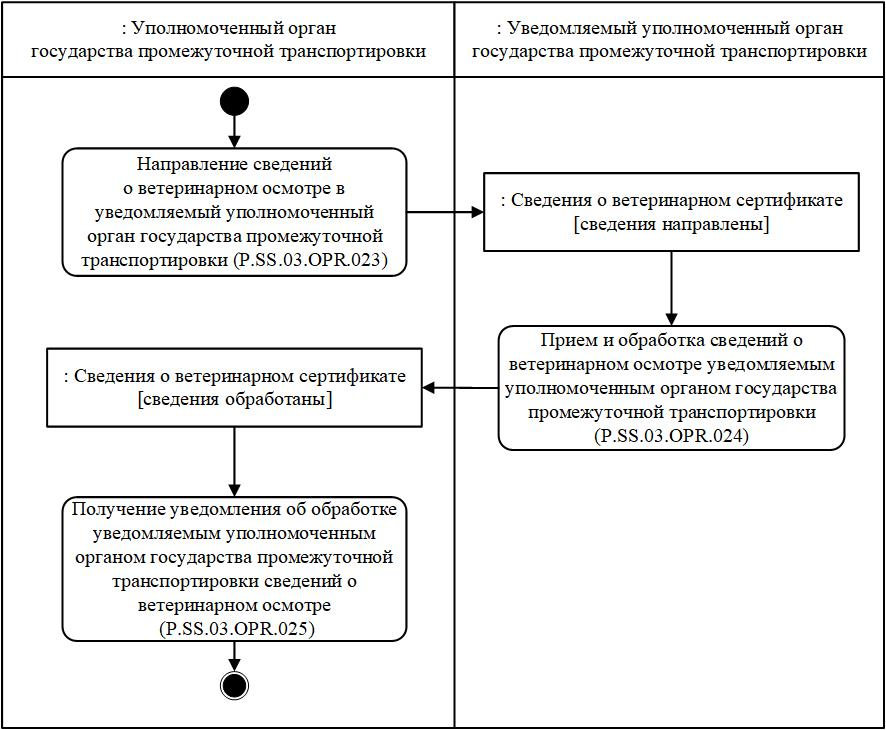 : Уполномоченный орган
государства промежуточной транспортировки
: Уведомляемый уполномоченный орган
государства промежуточной транспортировки
Направление сведений
о ветеринарном осмотре в
уведомляемый уполномоченный
орган государства промежуточной
транспортировки (P.SS.03.OPR.023)
: Сведения о ветеринарном сертификате
[сведения направлены]
Прием и обработка сведений о
ветеринарном осмотре уведомляемым
уполномоченным органом государства
промежуточной транспортировки
(P.SS.03.OPR.024)
: Сведения о ветеринарном сертификате
[сведения обработаны]
Получение уведомления об обработке
уведомляемым уполномоченным
органом государства промежуточной
транспортировки сведений о
ветеринарном осмотре
(P.SS.03.OPR.025)